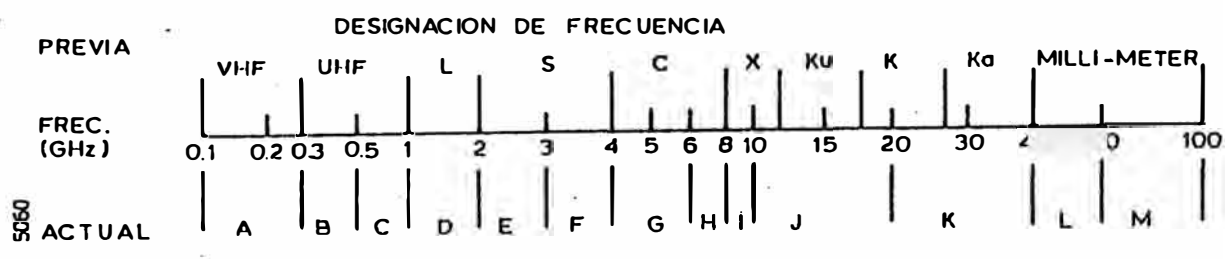 DESIGNACION DE FRECUENCIA
PREVIA
VHF UHF L S C X Ku K Ka MILLI-METER
FREC.
(GHz) 0.1 0.2 0.3 0.5 1 2 3 4 5 6 8 10 15 20 30 100
5060
ACTUAL A B C D E F G H i J K L M